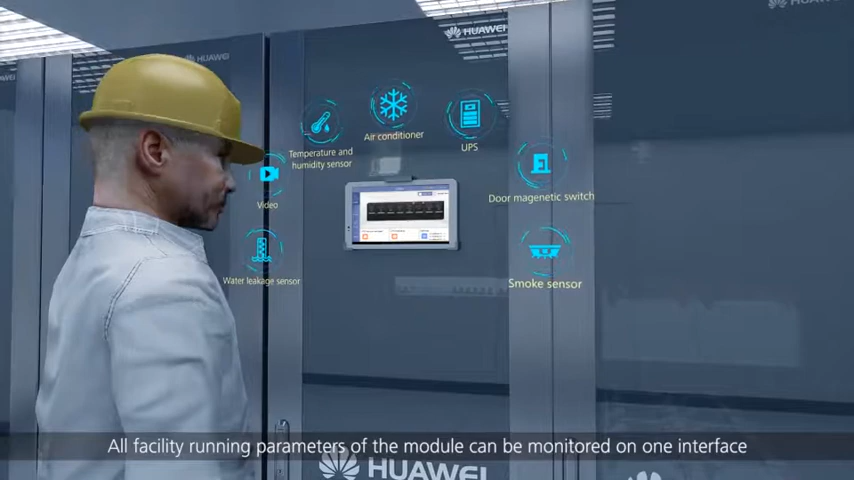 HUAWEI
HUAWEI
HUAWEI
Air conditioner
UPS
Temperature and
humidity sensor
Door magenetic switch
Video
Water leakage sensor
Smoke sensor
All facility running parameters of the module can be monitored on one interface
HUAWEI